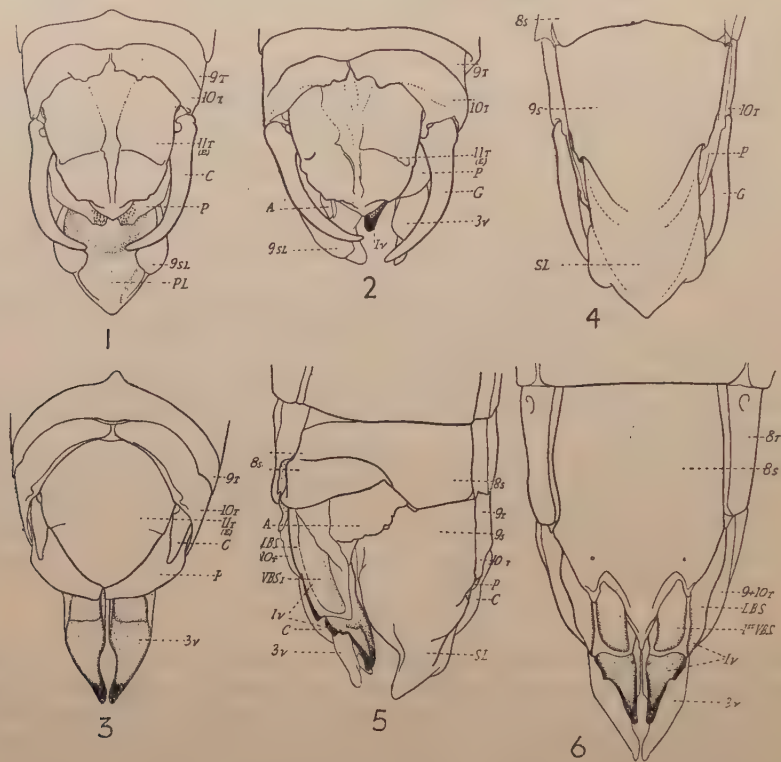 9T
10T
11T
(E)
C
P
9SL
PL
1
9T
10T
11T
(E)
P
G
3v
A
9SL
1v
2
8s
9s
10T
P
G
SL
4
9T
10T
11T
(E)
C
P
3v
3
8s
8s
A
LBS
10T
VBS1
1v
C
3v
9s
9T
10T
P
C
SL
5
8T
8s
9+10T
LBS
1st VBS
1v
3v
6